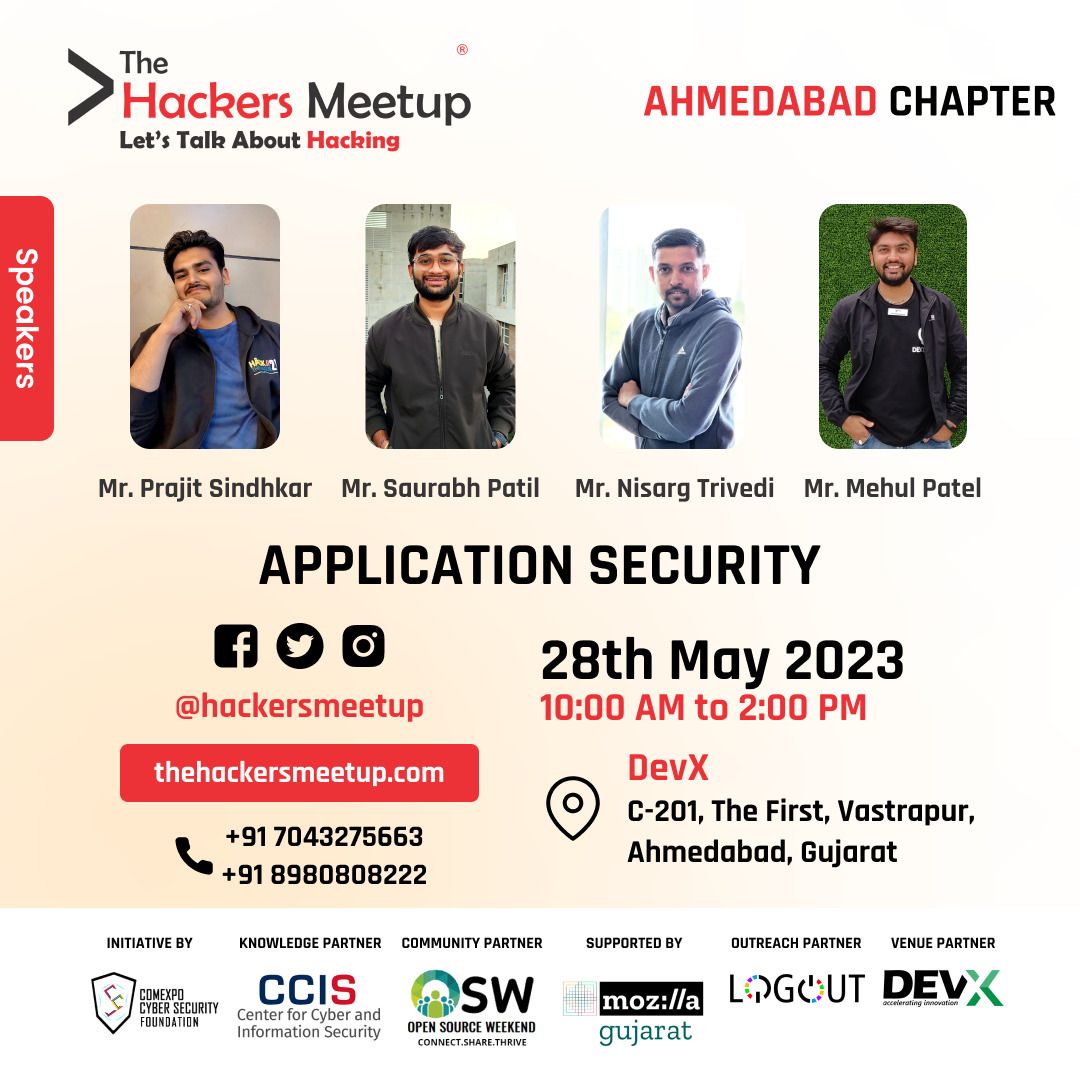 The
Hackers Meetup ®
Let's Talk About Hacking
AHMEDABAD CHAPTER
Speakers
Mr. Prajit Sindhkar
Mr. Saurabh Patil
Mr. Nisarg Trivedi
Mr. Mehul Patel
APPLICATION SECURITY
@hackersmeetup
thehackersmeetup.com
+91 7043275663
+91 8980808222
28th May 2023
10:00 AM to 2:00 PM
DevX
C-201, The First, Vastrapur,
Ahmedabad, Gujarat
INITIATIVE BY
COMEXPO
CYBER SECURITY
FOUNDATION
KNOWLEDGE PARTNER
CCIS
Center for Cyber and
Information Security
COMMUNITY PARTNER
OSW
OPEN SOURCE WEEKEND
CONNECT.SHARE.THRIVE
SUPPORTED BY
moz://a
gujarat
OUTREACH PARTNER
LOGOUT
VENUE PARTNER
DEVX
accelerating innovation